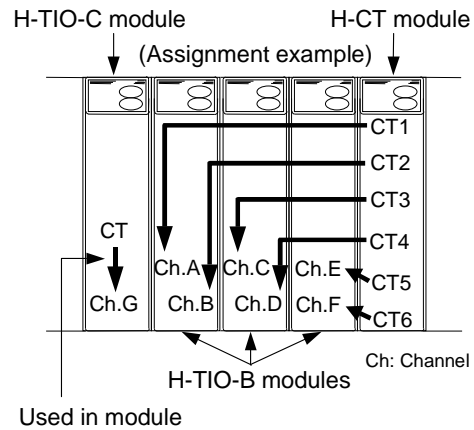 H-TIO-C module
H-CT module
(Assignment example)
CT1
CT2
CT3
CT
CT4
Ch.A
Ch.C
Ch.E
CT5
Ch.G
Ch.B
Ch.D
Ch.F
CT6
H-TIO-B modules
Ch: Channel
Used in module